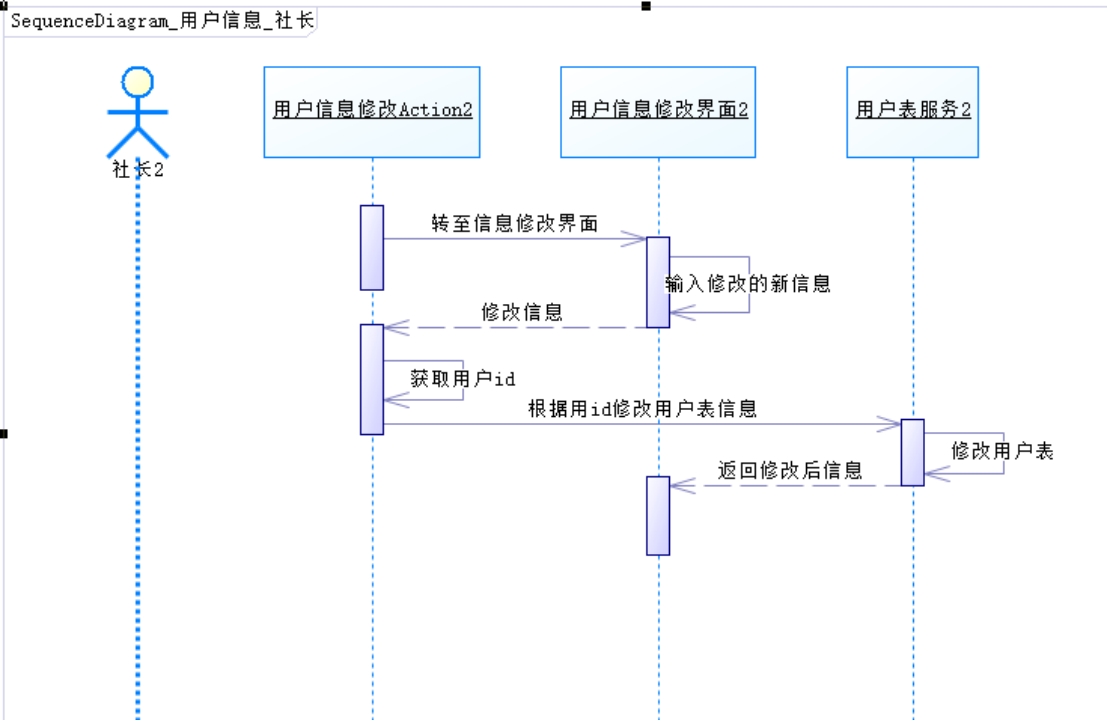 SequenceDiagram_用户信息_社长
社长2
用户信息修改Action2
用户信息修改界面2
用户表服务2
转至信息修改界面
输入修改的新信息
修改信息
获取用户id
根据用id修改用户表信息
修改用户表
返回修改后信息